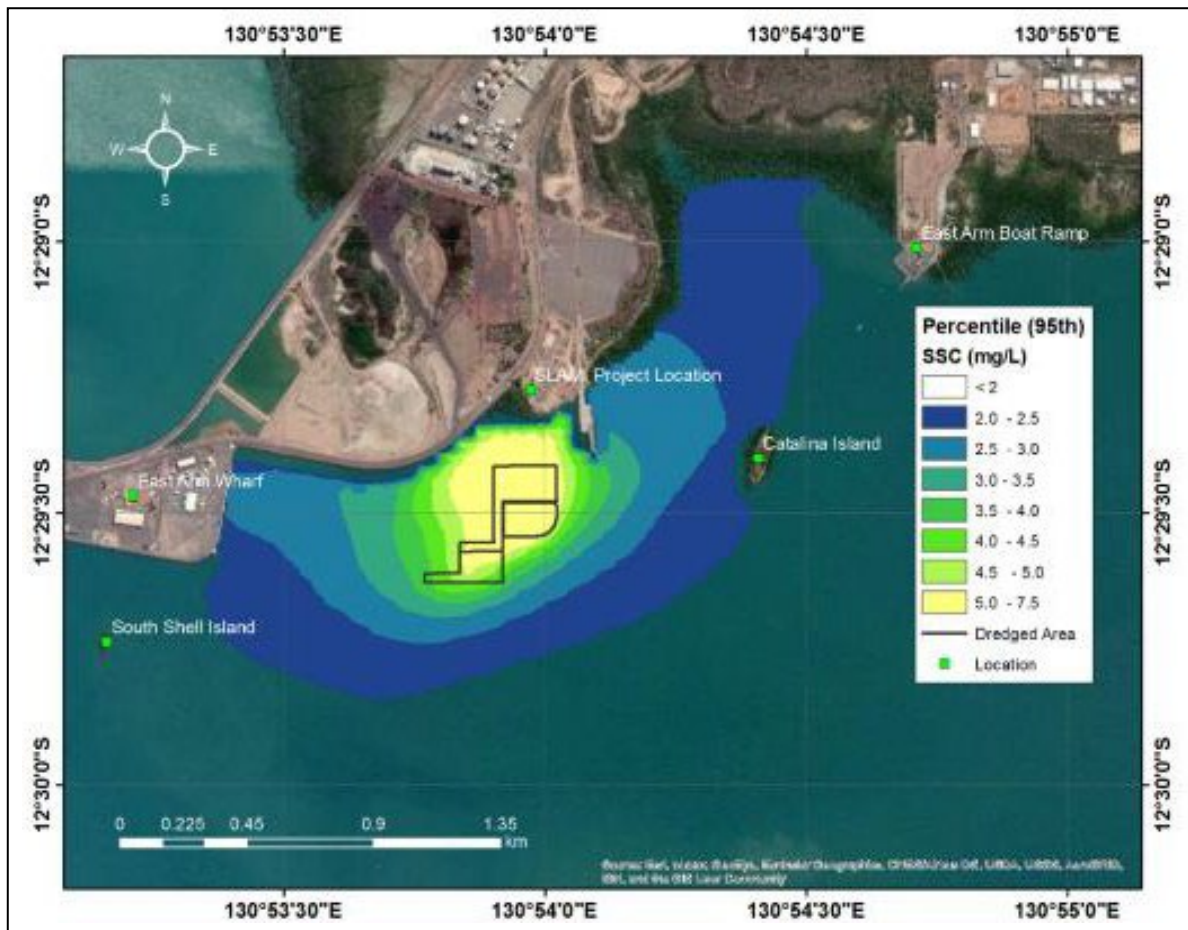 130°53'30"E 130°54'0"E 130°54'30"E 130°55'0"E
N
W E
S
12°29'0"S 12°29'0"S
East Arm Boat Ramp
Percentile (95th)
SSC (mg/L)
< 2
2.0 - 2.5
2.5 - 3.0
3.0 - 3.5
3.5 - 4.0
4.0 - 4.5
4.5 - 5.0
5.0 - 7.5
Dredged Area
Location
Project Location
Catalina Island
East Arm Wharf
12°29'30"S 12°29'30"S
South Shell Island
12°30'0"S 12°30'0"S
0 0.225 0.45 0.9 1.35
km
130°53'30"E 130°54'0"E 130°54'30"E 130°55'0"E